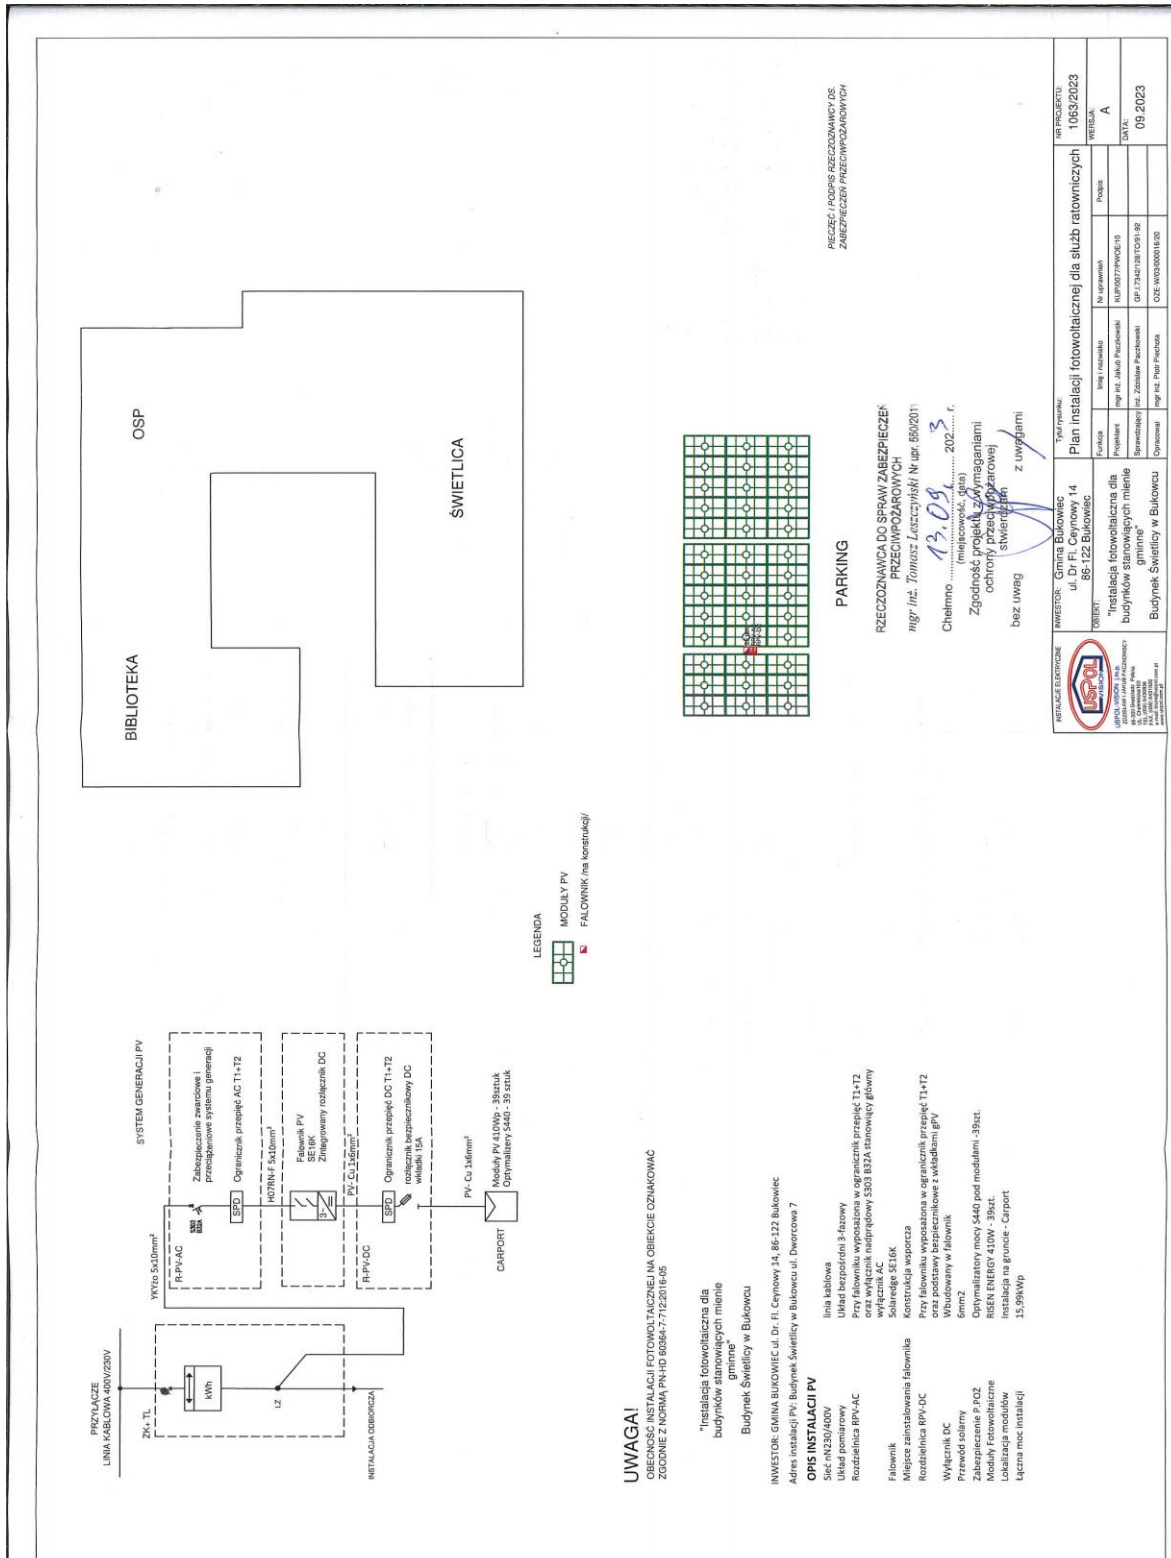 PRZYŁĄCZE
LINIA KABLOWA 400V/230V
ZK+ TL
kWh
LZ
INSTALACJA ODBIORCZA
YKYżo 5x10mm²
SYSTEM GENERACJI PV
R-PV-AC
S303
B32A
Zabezpieczenie zwarciowe i
przeciążeniowe systemu generacji
SPD
Ogranicznik przepięć AC T1+T2
H07RN-F 5x10mm²
3~
Falownik PV
SE16K
Zintegrowany rozłącznik DC
PV- Cu 1x6mm²
R-PV-DC
SPD
Ogranicznik przepięć DC T1+T2
rozłącznik bezpiecznikowy DC
wkładki 15A
PV- Cu 1x6mm²
Moduły PV 410Wp - 39sztuk
Optymalizery S440 - 39 sztuk
CARPORT
BIBLIOTEKA
OSP
ŚWIETLICA
LEGENDA
MODUŁY PV
FALOWNIK /na konstrukcji/
PARKING
UWAGA!
OBECNOŚĆ INSTALACJI FOTOWOLTAICZNEJ NA OBIEKCIE OZNAKOWAĆ
ZGODNIE Z NORMĄ PN-HD 60364-7-712:2016-05
"Instalacja fotowoltaiczna dla
budynków stanowiących mienie
gminne"
Budynek Świetlicy w Bukowcu
INWESTOR: GMINA BUKOWIEC ul. Dr. Fl. Ceynowy 14, 86-122 Bukowiec
Adres instalacji PV: Budynek Świetlicy w Bukowcu ul. Dworcowa 7
OPIS INSTALACJI PV
Sieć nN230/400V linia kablowa
Układ pomiarowy Układ bezpośredni 3-fazowy
Rozdzielnica RPV-AC Przy falowniku wyposażona w ogranicznik przepięć T1+T2
oraz wyłącznik nadprądowy S303 B32A stanowiący główny
wyłącznik AC
Falownik Solaredge SE16K
Miejsce zainstalowania falownika Konstrukcja wsporcza
Rozdzielnica RPV-DC Przy falowniku wyposażona w ogranicznik przepięć T1+T2
oraz podstawy bezpiecznikowe z wkładkami gPV
Wyłącznik DC Wbudowany w falownik
Przewód solarny 6mm2
Zabezpieczenie P.POŻ Optymalizatory mocy S440 pod modułami -39szt.
Moduły Fotowoltaiczne RISEN ENERGY 410W - 39szt.
Lokalizacja modułów Instalacja na gruncie - Carport
Łączna moc instalacji 15,99kWp
PIECZĘĆ I PODPIS RZECZOZNAWCY DS.
ZABEZPIECZEŃ PRZECIWPOŻAROWYCH
RZECZOZNAWCA DO SPRAW ZABEZPIECZEŃ
PRZECIWPOŻAROWYCH
mgr inż. Tomasz Leszczyński Nr upr. 550/2011
Chełmno 13.09. 2023 r.
(miejscowość, data)
Zgodność projektu z wymaganiami
ochrony przeciwpożarowej
stwierdzam
bez uwag z uwagami
INSTALACJE ELEKTRYCZNE
USPOL
VISION
INWESTOR: Gmina Bukowiec
ul. Dr Fl. Ceynowy 14
86-122 Bukowiec
OBIEKT:
"Instalacja fotowoltaiczna dla
budynków stanowiących mienie
gminne"
Budynek Świetlicy w Bukowcu
Tytuł rysunku:
Plan instalacji fotowoltaicznej dla służb ratowniczych
Funkcja Imię i nazwisko Nr uprawnień Podpis
Projektant mgr inż. Jakub Paczkowski KUP/0077/PWOE/10
Sprawdzający inż. Zdzisław Paczkowski GP.I.7342/128/TO/91-92
Opracował mgr inż. Piotr Piechota OZE-W/03/000016/20
NR PROJEKTU:
1063/2023
WERSJA:
A
DATA:
09.2023